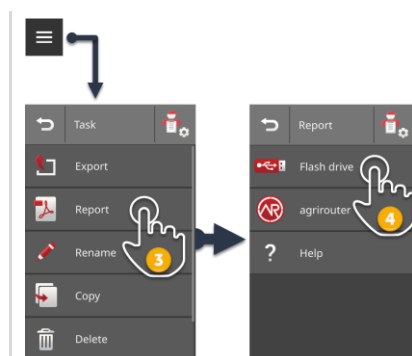 Task
Export
Report
Rename
3
Copy
Delete
Report
Flash drive
agrirouter
4
Help
?